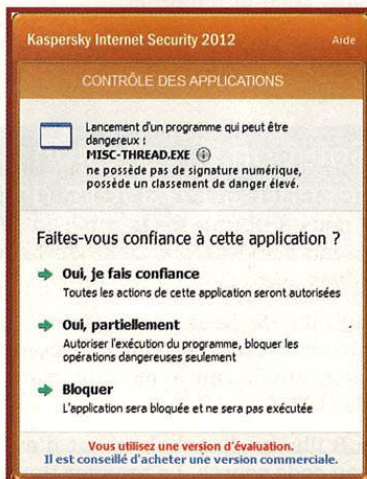 Kaspersky Internet Security 2012 Aide
CONTRÔLE DES APPLICATIONS
Lancement d'un programme qui peut être
dangereux :
MISC-THREAD.EXE
ne possède pas de signature numérique,
possède un classement de danger élevé.
Faites-vous confiance à cette application ?
Oui, je fais confiance
Toutes les actions de cette application seront autorisées
Oui, partiellement
Autoriser l'exécution du programme, bloquer les
opérations dangereuses seulement
Bloquer
L'application sera bloquée et ne sera pas exécutée
Vous utilisez une version d'évaluation.
Il est conseillé d'acheter une version commerciale.